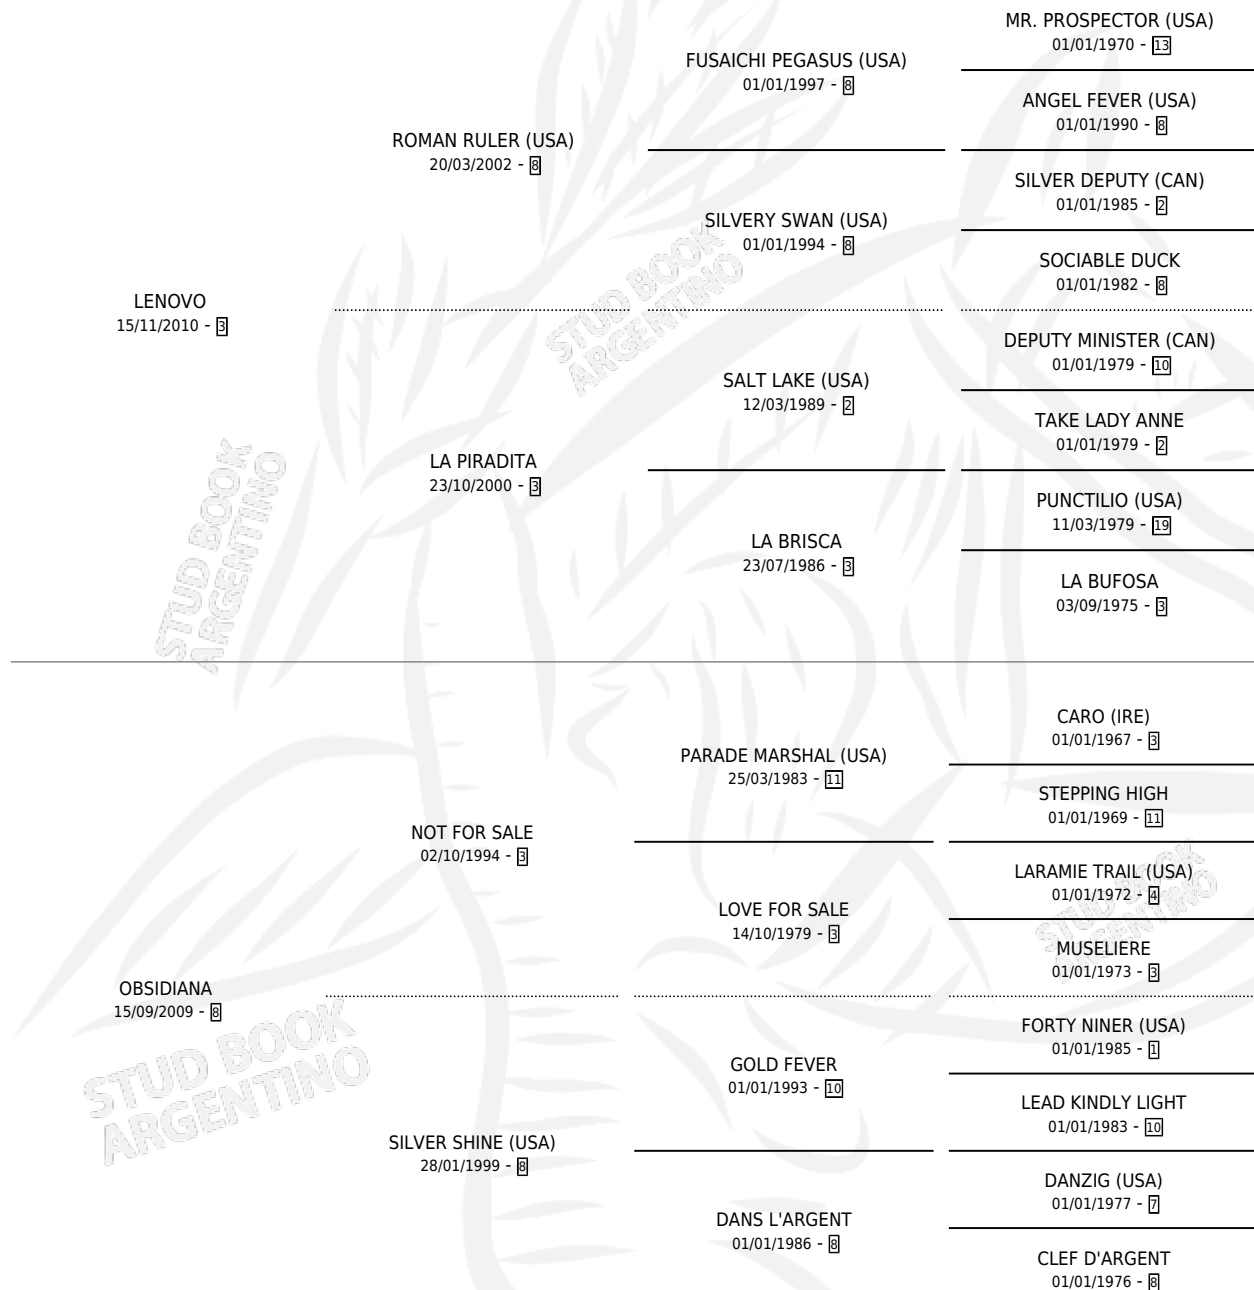 MR. PROSPECTOR (USA)
01/01/1970 - 13
FUSAICHI PEGASUS (USA)
01/01/1997 - 8
ANGEL FEVER (USA)
01/01/1990 - 8
ROMAN RULER (USA)
20/03/2002 - 8
SILVER DEPUTY (CAN)
01/01/1985 - 2
SILVERY SWAN (USA)
01/01/1994 - 8
SOCIABLE DUCK
01/01/1982 - 8
LENOVO
15/11/2010 - 3
DEPUTY MINISTER (CAN)
01/01/1979 - 10
SALT LAKE (USA)
12/03/1989 - 2
TAKE LADY ANNE
01/01/1979 - 2
LA PIRADITA
23/10/2000 - 3
PUNCTILIO (USA)
11/03/1979 - 19
LA BRISCA
23/07/1986 - 3
LA BUFOSA
03/09/1975 - 3
CARO (IRE)
01/01/1967 - 3
PARADE MARSHAL (USA)
25/03/1983 - 11
STEPPING HIGH
01/01/1969 - 11
NOT FOR SALE
02/10/1994 - 3
LARAMIE TRAIL (USA)
01/01/1972 - 4
LOVE FOR SALE
14/10/1979 - 3
MUSELIERE
01/01/1973 - 3
OBSIDIANA
15/09/2009 - 8
FORTY NINER (USA)
01/01/1985 - 1
GOLD FEVER
01/01/1993 - 10
LEAD KINDLY LIGHT
01/01/1983 - 10
SILVER SHINE (USA)
28/01/1999 - 8
DANZIG (USA)
01/01/1977 - 7
DANS L'ARGENT
01/01/1986 - 8
CLEF D'ARGENT
01/01/1976 - 8
STUD BOOK
ARGENTINO
STUD BOOK
ARGENTINO
STUD BOOK
ARGENTINO
STUD BOOK
ARGENTINO